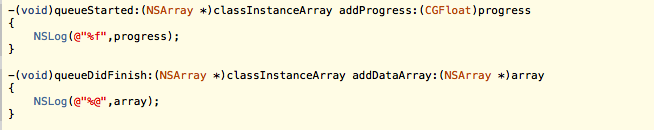 -(void)queueStarted:(NSArray *)classInstanceArray addProgress:(CGFloat)progress
{
    NSLog(@"%f",progress);
}
-(void)queueDidFinish:(NSArray *)classInstanceArray addDataArray:(NSArray *)array
{
    NSLog(@"%@",array);
}